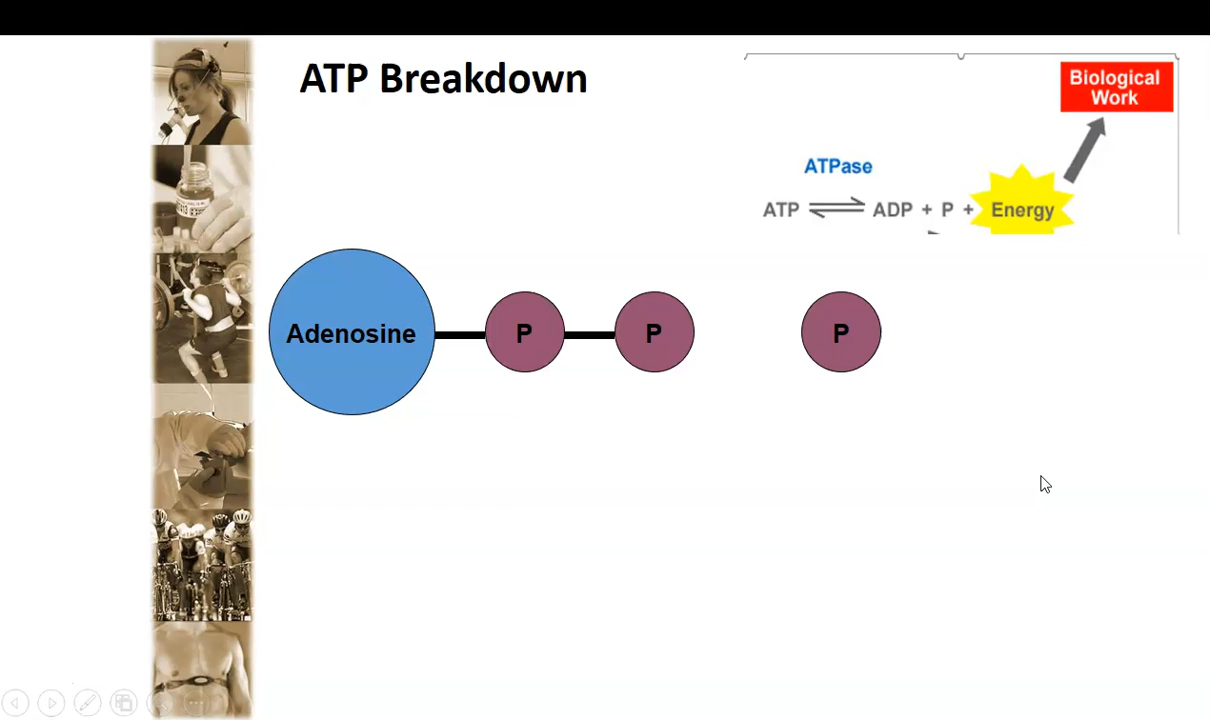 ATP Breakdown
Biological
Work
ATPase
ATP ⇌ ADP + P + Energy
Adenosine P P P